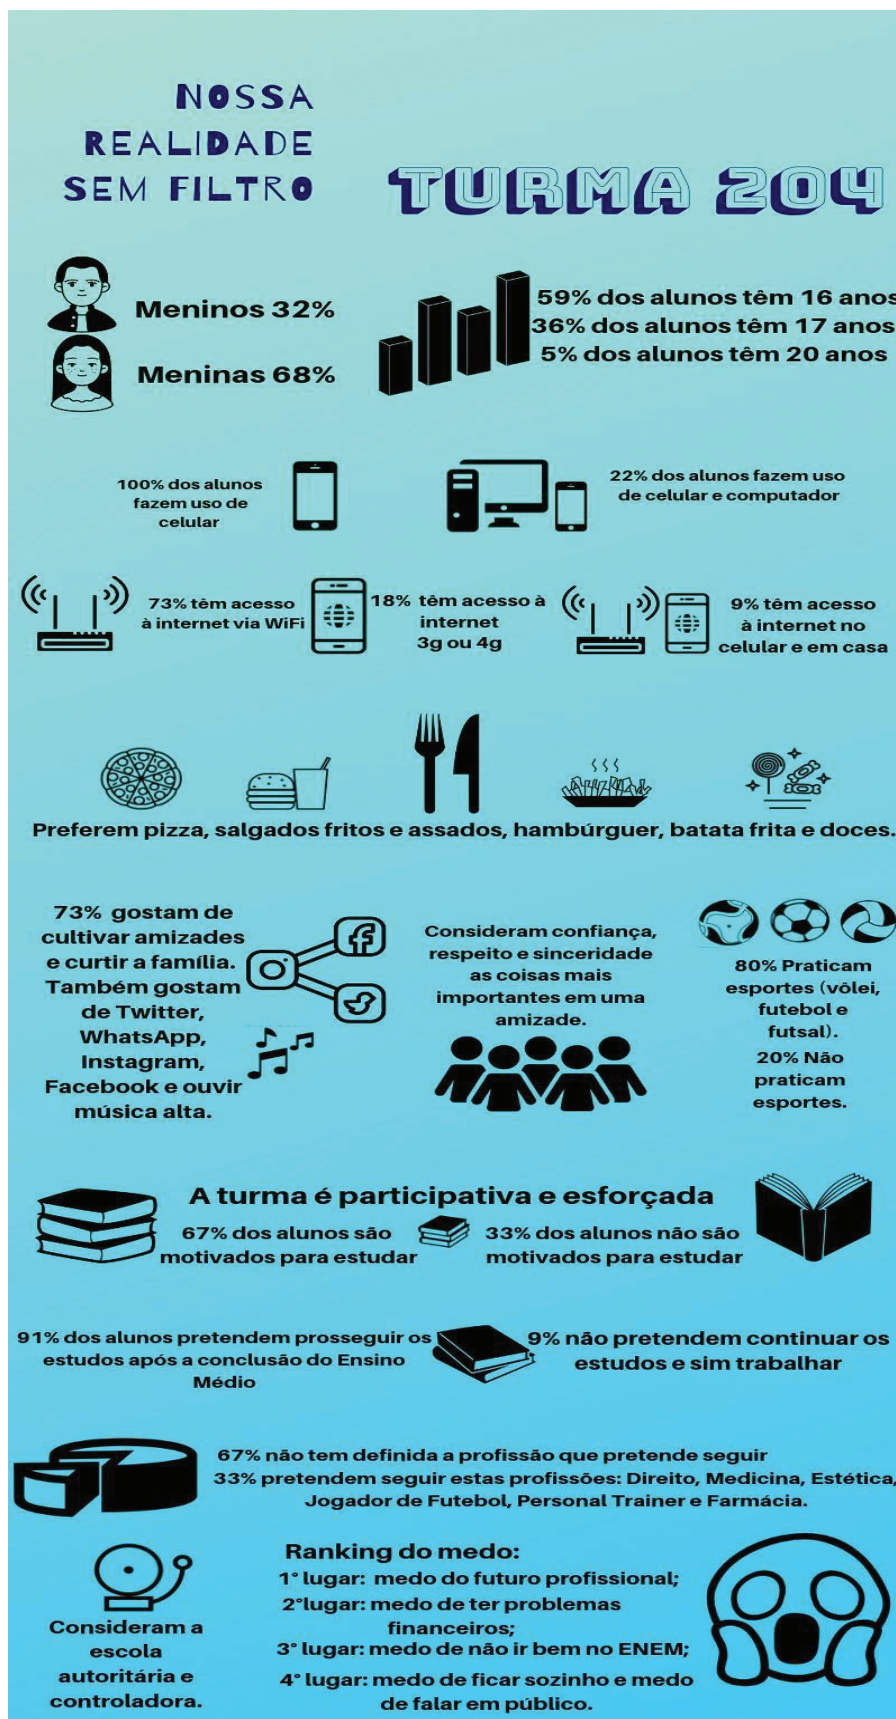 NOSSA
REALIDADE
SEM FILTRO
TURMA 204
Meninos 32%
Meninas 68%
59% dos alunos têm 16 anos
36% dos alunos têm 17 anos
5% dos alunos têm 20 anos
100% dos alunos
fazem uso de
celular
22% dos alunos fazem uso
de celular e computador
73% têm acesso
à internet via WiFi
18% têm acesso à
internet
3g ou 4g
9% têm acesso
à internet no
celular e em casa
Preferem pizza, salgados fritos e assados, hambúrguer, batata frita e doces.
73% gostam de
cultivar amizades
e curtir a família.
Também gostam
de Twitter,
WhatsApp,
Instagram,
Facebook e ouvir
música alta.
Consideram confiança,
respeito e sinceridade
as coisas mais
importantes em uma
amizade.
80% Praticam
esportes (vôlei,
futebol e
futsal).
20% Não
praticam
esportes.
A turma é participativa e esforçada
67% dos alunos são
motivados para estudar
33% dos alunos não são
motivados para estudar
91% dos alunos pretendem prosseguir os
estudos após a conclusão do Ensino
Médio
9% não pretendem continuar os
estudos e sim trabalhar
67% não tem definida a profissão que pretende seguir
33% pretendem seguir estas profissões: Direito, Medicina, Estética,
Jogador de Futebol, Personal Trainer e Farmácia.
Consideram a
escola
autoritária e
controladora.
Ranking do medo:
1° lugar: medo do futuro profissional;
2°lugar: medo de ter problemas
financeiros;
3° lugar: medo de não ir bem no ENEM;
4° lugar: medo de ficar sozinho e medo
de falar em público.